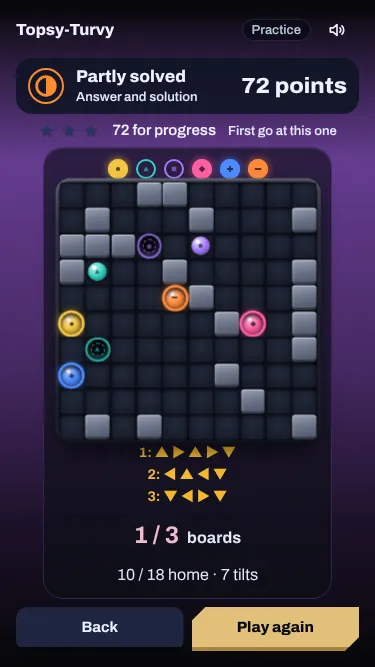 Topsy-Turvy
Practice
Partly solved
Answer and solution
72 points
72 for progress First go at this one
1: ▲ ▶ ▲ ▶ ▼
2: ◀ ▲ ◀ ▼
3: ▼ ◀ ▶ ▼
1 / 3 boards
10 / 18 home · 7 tilts
Back
Play again